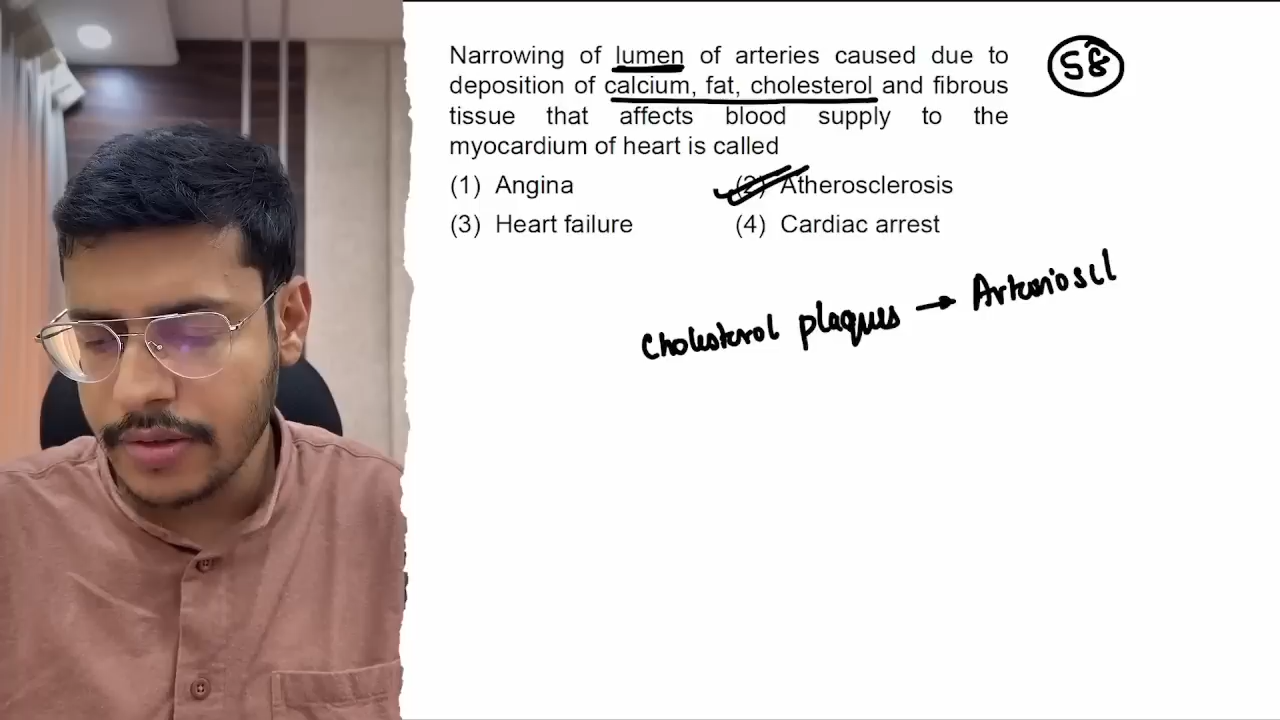 Narrowing of lumen of arteries caused due to
deposition of calcium, fat, cholesterol and fibrous
tissue that affects blood supply to the
myocardium of heart is called
(1) Angina (2) Atherosclerosis
(3) Heart failure (4) Cardiac arrest
58
Cholesterol plaques → Arterioscl